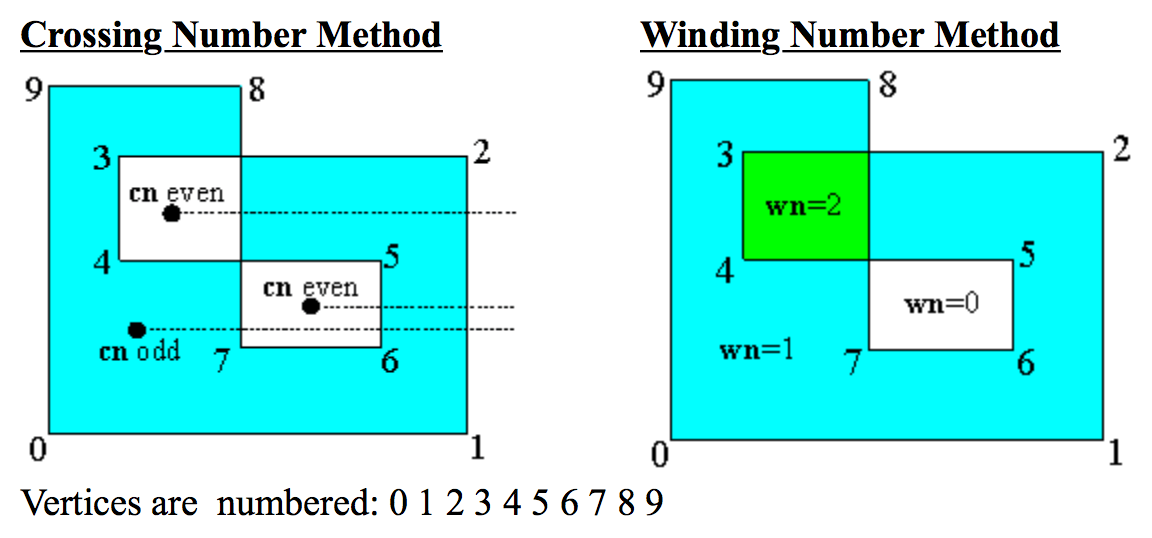 Crossing Number Method
9
8
3
2
cn even
4
5
cn even
cn odd
7
6
0
1
Winding Number Method
9
8
3
2
wn=2
4
5
wn=0
wn=1
7
6
0
1
Vertices are numbered: 0 1 2 3 4 5 6 7 8 9